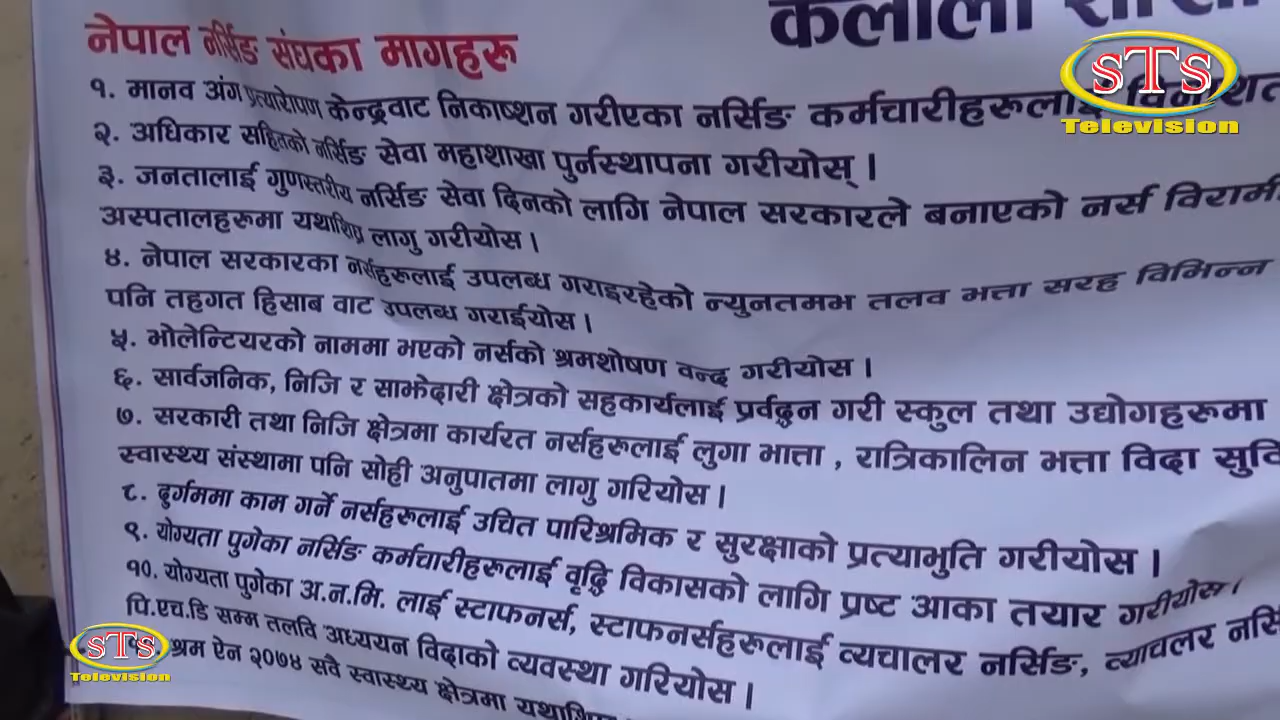 कलाली
नेपाल नर्सिङ संघका मागहरू
१. मानव अंग प्रत्यारोपण केन्द्रवाट निकाष्शन गरीएका नर्सिङ कर्मचारीहरूलाई
२. अधिकार सहितको नर्सिङ सेवा महाशाखा पुर्नस्थापना गरीयोस् ।
३. जनतालाई गुणस्तरीय नर्सिङ सेवा दिनको लागि नेपाल सरकारले बनाएको नर्स विरामी
अस्पतालहरूमा यथाशिघ्र लागु गरीयोस ।
४. नेपाल सरकारका नर्सहरूलाई उपलब्ध गराइरहेको न्युनतमभ तलव भत्ता सरह विभिन्न
पनि तहगत हिसाब वाट उपलब्ध गराईयोस ।
५. भोलेन्टियरको नाममा भएको नर्सको श्रमशोषण वन्द गरीयोस ।
६. सार्वजनिक, निजि र साझेदारी क्षेत्रको सहकार्यलाई प्रर्वद्धन गरी स्कुल तथा उद्योगहरूमा
७. सरकारी तथा निजि क्षेत्रमा कार्यरत नर्सहरूलाई लुगा भात्ता , रात्रिकालिन भत्ता विदा
स्वास्थ्य संस्थामा पनि सोही अनुपातमा लागु गरियोस ।
८. दुर्गममा काम गर्ने नर्सहरूलाई उचित पारिश्रमिक र सुरक्षाको प्रत्याभुति गरीयोस ।
९. योग्यता पुगेका नर्सिङ कर्मचारीहरूलाई वृद्धि विकासको लागि प्रष्ट आका तयार गरीयोस ।
१०. योग्यता पुगेका अ.न.मि. लाई स्टाफनर्स, स्टाफनर्सहरूलाई व्यचालर नर्सिङ, व्याचलर
पि.एच.डि सम्म तलवि अध्ययन विदाको व्यवस्था गरियोस ।
श्रम ऐन २०७४ सवै स्वास्थ्य क्षेत्रमा
STS
Television
STS
Television